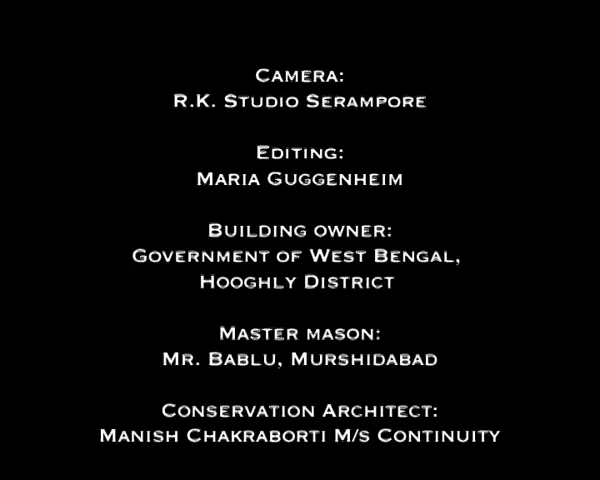 Camera:
R.K. Studio Serampore
Editing:
Maria Guggenheim
Building owner:
Government of West Bengal,
Hooghly District
Master mason:
Mr. Bablu, Murshidabad
Conservation Architect:
Manish Chakraborti M/s Continuity